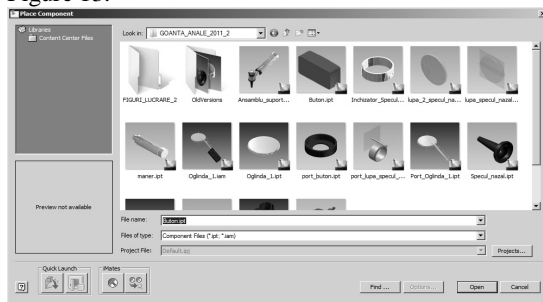 Figure 13.
Place Component
Libraries
Content Center Files
Look in:
GOANTA_ANALE_2011_2
FIGURI_LUCRARE_2
OldVersions
Ansamblu_suport...
Buton.ipt
Inchizator_Specul...
lupa_2_specul_na...
lupa_specul_nazal...
maner.ipt
Oglinda_1.iam
Oglinda_1.ipt
port_buton.ipt
port_lupa_specul_...
Port_Oglinda_1.ipt
Specul_nazal.ipt
Preview not available
File name:
Buton.ipt
Files of type:
Component Files (*.ipt; *.iam)
Project File:
Default.ipj
Projects...
Quick Launch
iMates
Find ...
Options...
Open
Cancel